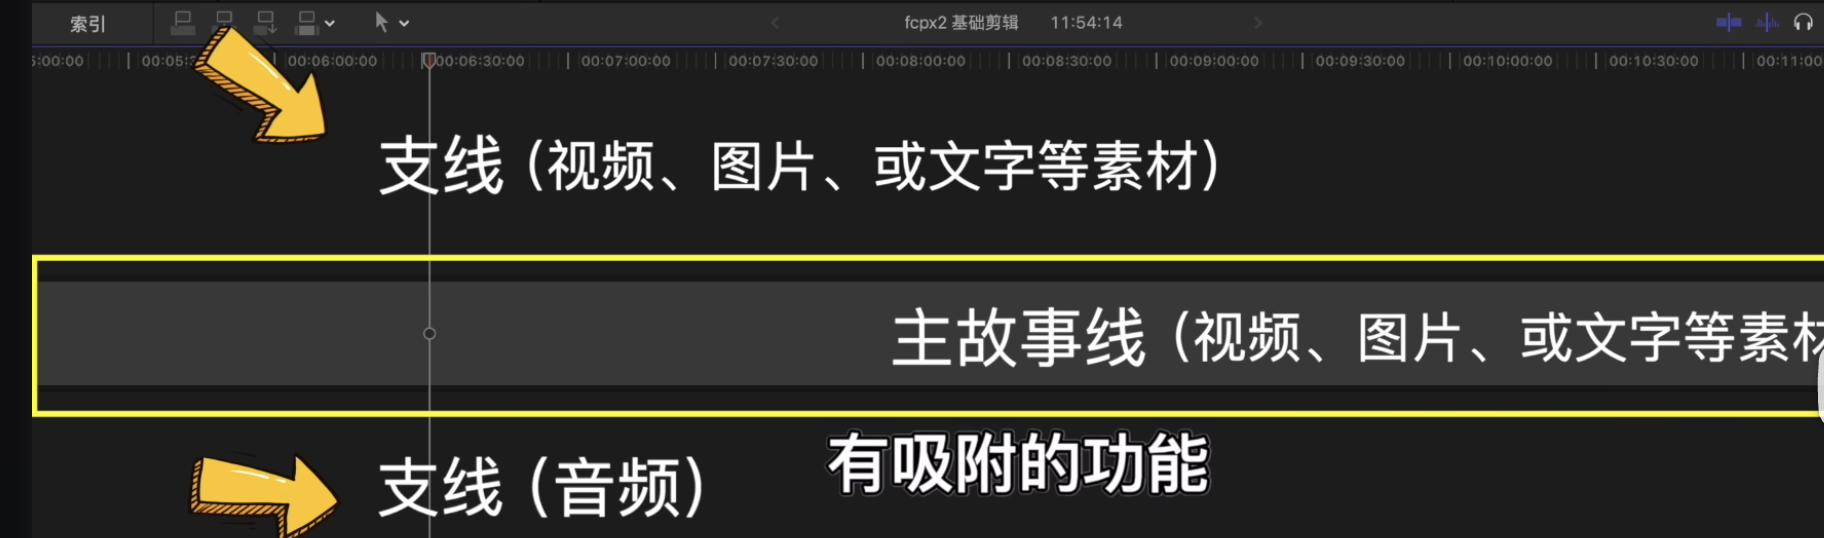 索引
fcpx2 基础剪辑 11:54:14
5:00:00 00:06:00:00 00:06:30:00 00:07:00:00 00:07:30:00 00:08:00:00 00:08:30:00 00:09:00:00 00:09:30:00 00:10:00:00 00:10:30:00 00:11:00
支线（视频、图片、或文字等素材）
主故事线（视频、图片、或文字等素材
有吸附的功能
支线（音频）